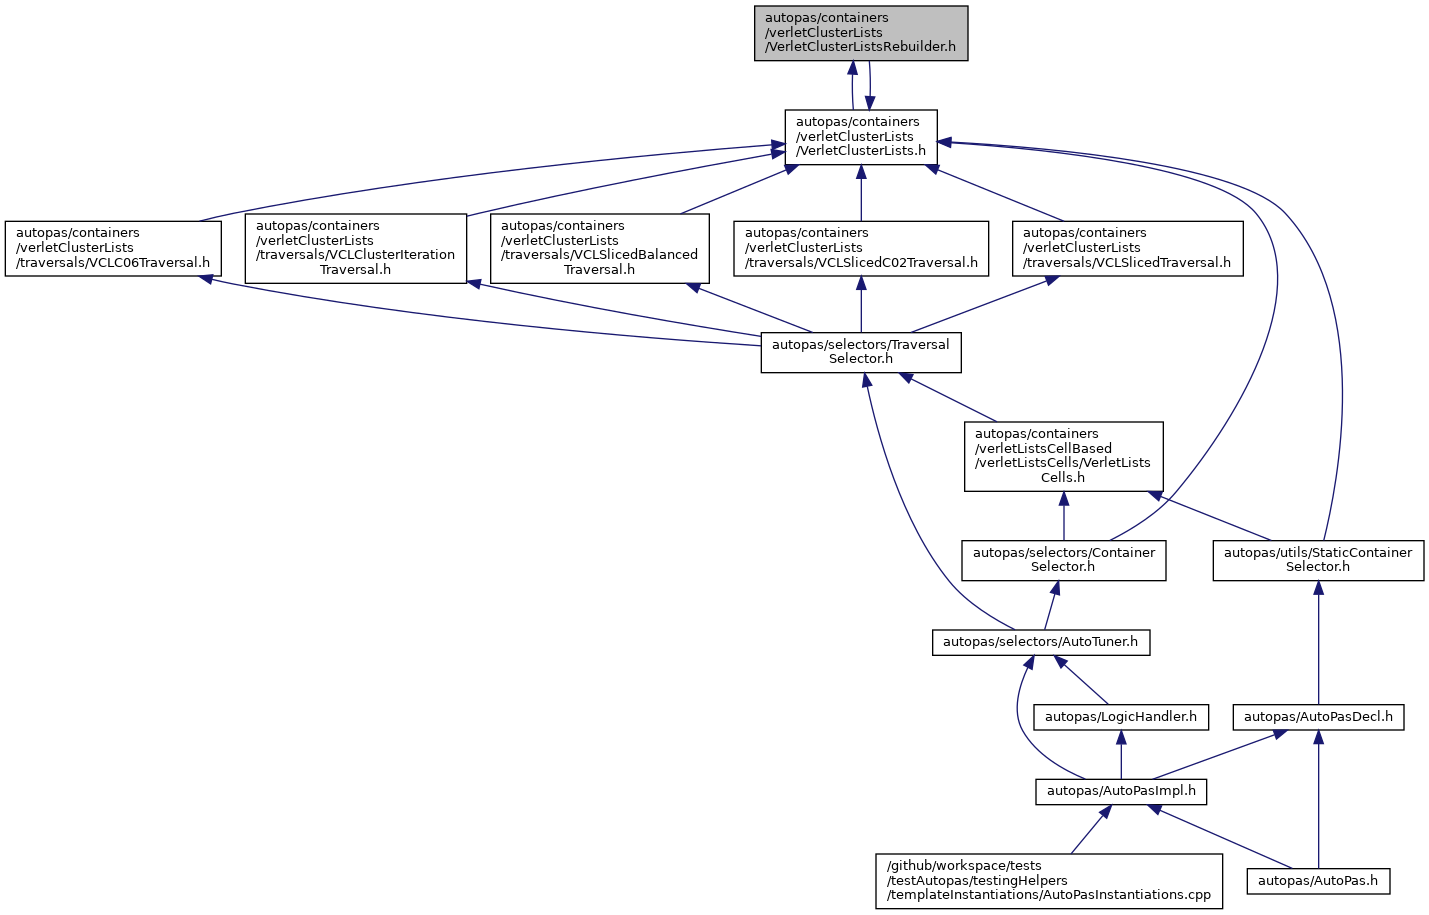 autopas/containers
/verletClusterLists
/VerletClusterListsRebuilder.h
autopas/containers
/verletClusterLists
/VerletClusterLists.h
autopas/containers
/verletClusterLists
/traversals/VCLC06Traversal.h
autopas/containers
/verletClusterLists
/traversals/VCLClusterIteration
Traversal.h
autopas/containers
/verletClusterLists
/traversals/VCLSlicedBalanced
Traversal.h
autopas/containers
/verletClusterLists
/traversals/VCLSlicedC02Traversal.h
autopas/containers
/verletClusterLists
/traversals/VCLSlicedTraversal.h
autopas/selectors/Traversal
Selector.h
autopas/containers
/verletListsCellBased
/verletListsCells/VerletLists
Cells.h
autopas/selectors/Container
Selector.h
autopas/utils/StaticContainer
Selector.h
autopas/selectors/AutoTuner.h
autopas/LogicHandler.h
autopas/AutoPasDecl.h
autopas/AutoPasImpl.h
/github/workspace/tests
/testAutopas/testingHelpers
/templateInstantiations/AutoPasInstantiations.cpp
autopas/AutoPas.h